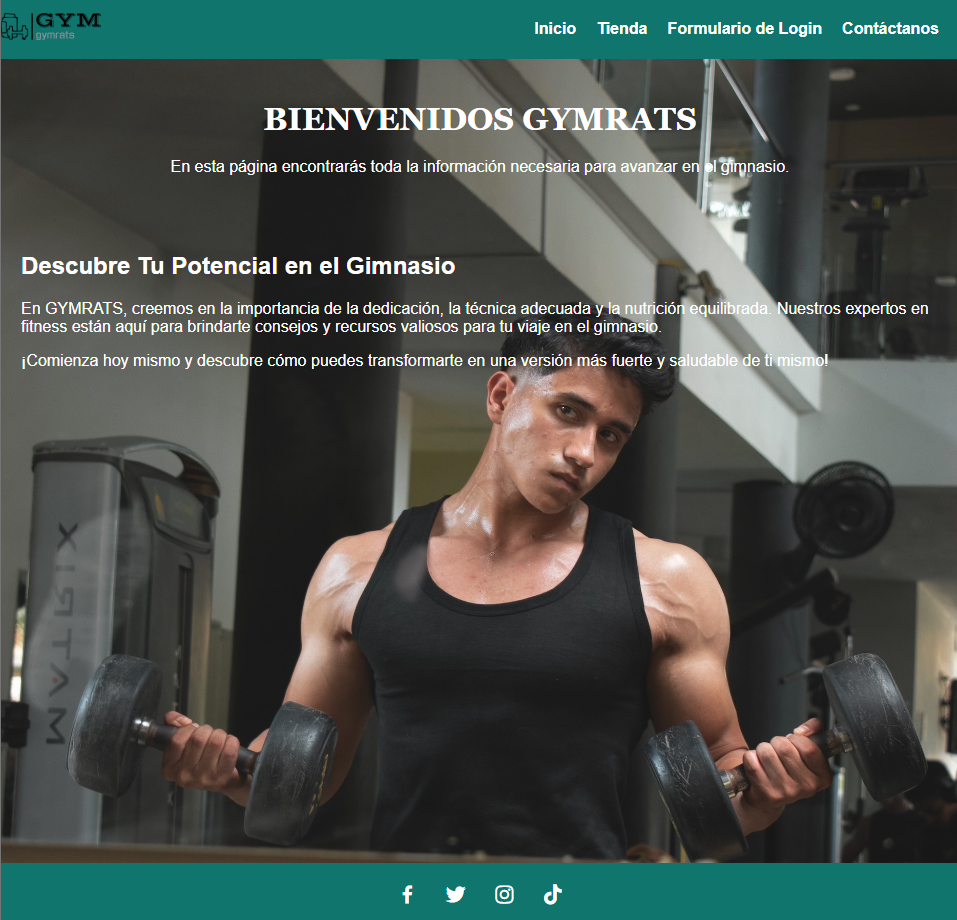 GYM
gymrats
Inicio Tienda Formulario de Login Contáctanos
BIENVENIDOS GYMRATS
En esta página encontrarás toda la información necesaria para avanzar en el gimnasio.
Descubre Tu Potencial en el Gimnasio
En GYMRATS, creemos en la importancia de la dedicación, la técnica adecuada y la nutrición equilibrada. Nuestros expertos en
fitness están aquí para brindarte consejos y recursos valiosos para tu viaje en el gimnasio.
¡Comienza hoy mismo y descubre cómo puedes transformarte en una versión más fuerte y saludable de ti mismo!
MATRIX